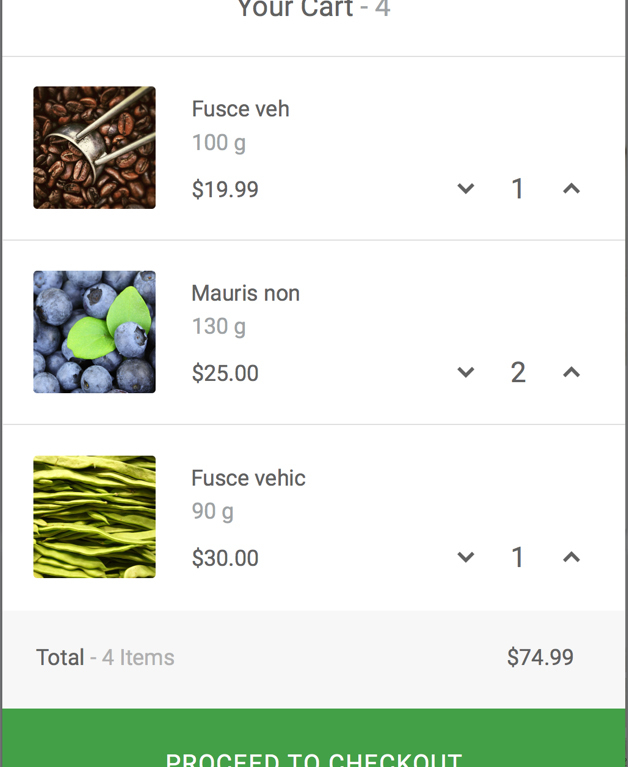 Your Cart - 4
Fusce veh
100 g
$19.99 1
Mauris non
130 g
$25.00 2
Fusce vehic
90 g
$30.00 1
Total - 4 Items $74.99
PROCEED TO CHECKOUT